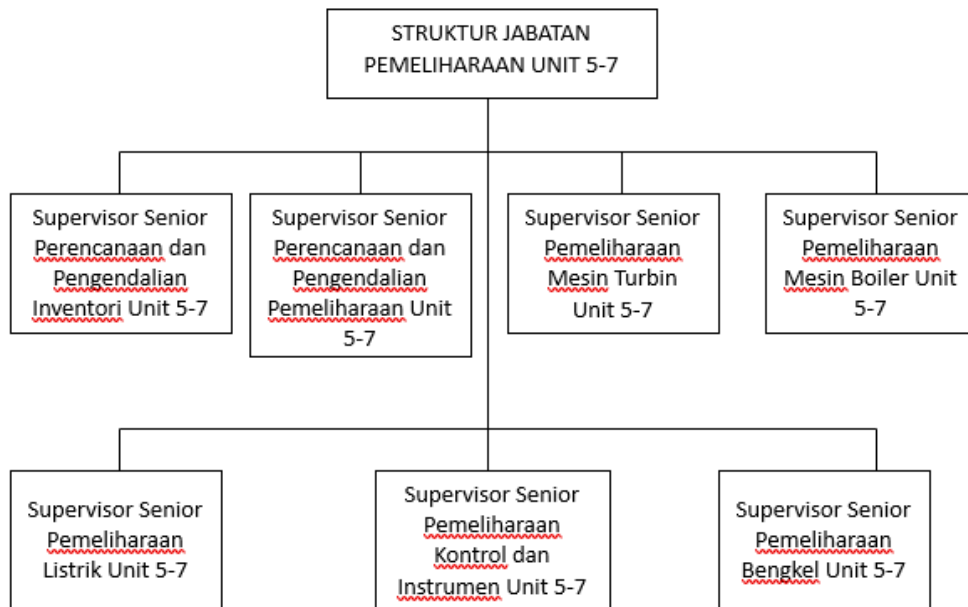 STRUKTUR JABATAN
PEMELIHARAAN UNIT 5-7
Supervisor Senior
Perencanaan dan
Pengendalian
Inventori Unit 5-7
Supervisor Senior
Perencanaan dan
Pengendalian
Pemeliharaan Unit
5-7
Supervisor Senior
Pemeliharaan
Mesin Turbin
Unit 5-7
Supervisor Senior
Pemeliharaan
Mesin Boiler Unit
5-7
Supervisor Senior
Pemeliharaan
Listrik Unit 5-7
Supervisor Senior
Pemeliharaan
Kontrol dan
Instrumen Unit 5-7
Supervisor Senior
Pemeliharaan
Bengkel Unit 5-7